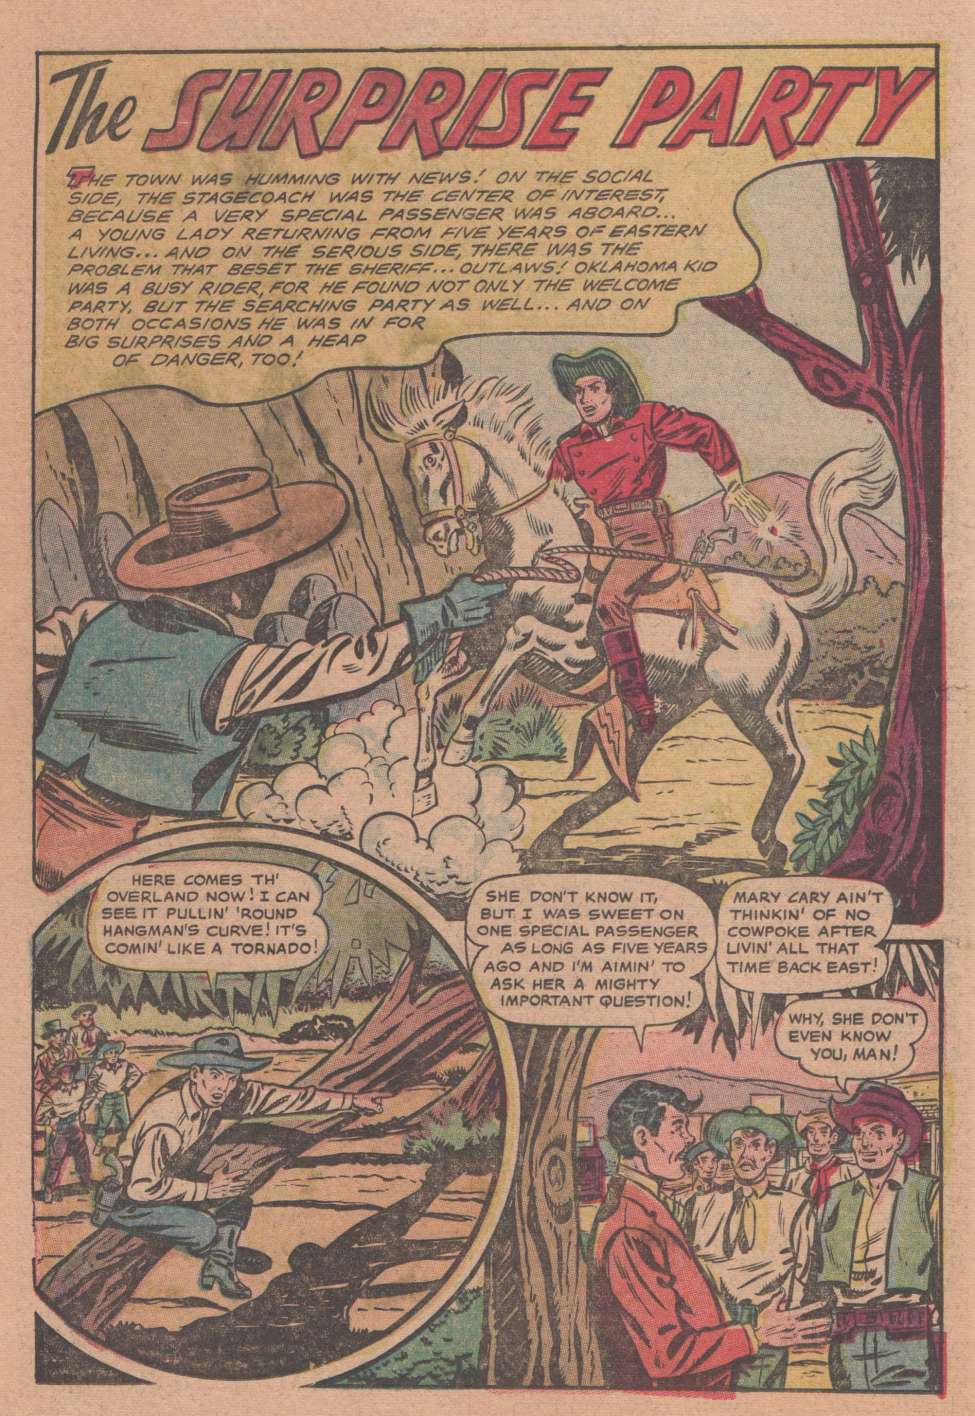 The SURPRISE PARTY
THE TOWN WAS HUMMING WITH NEWS! ON THE SOCIAL
SIDE, THE STAGECOACH WAS THE CENTER OF INTEREST,
BECAUSE A VERY SPECIAL PASSENGER WAS ABOARD...
A YOUNG LADY RETURNING FROM FIVE YEARS OF EASTERN
LIVING... AND ON THE SERIOUS SIDE, THERE WAS THE
PROBLEM THAT BESET THE SHERIFF... OUTLAWS! OKLAHOMA KID
WAS A BUSY RIDER, FOR HE FOUND NOT ONLY THE WELCOME
PARTY, BUT THE SEARCHING PARTY AS WELL... AND ON
BOTH OCCASIONS HE WAS IN FOR
BIG SURPRISES AND A HEAP
OF DANGER, TOO!
HERE COMES TH'
OVERLAND NOW! I CAN
SEE IT PULLIN' 'ROUND
HANGMAN'S CURVE! IT'S
COMIN' LIKE A TORNADO!
SHE DON'T KNOW IT,
BUT I WAS SWEET ON
ONE SPECIAL PASSENGER
AS LONG AS FIVE YEARS
AGO AND I'M AIMIN' TO
ASK HER A MIGHTY
IMPORTANT QUESTION!
MARY CARY AIN'T
THINKIN' OF NO
COWPOKE AFTER
LIVIN' ALL THAT
TIME BACK EAST!
WHY, SHE DON'T
EVEN KNOW
YOU, MAN!